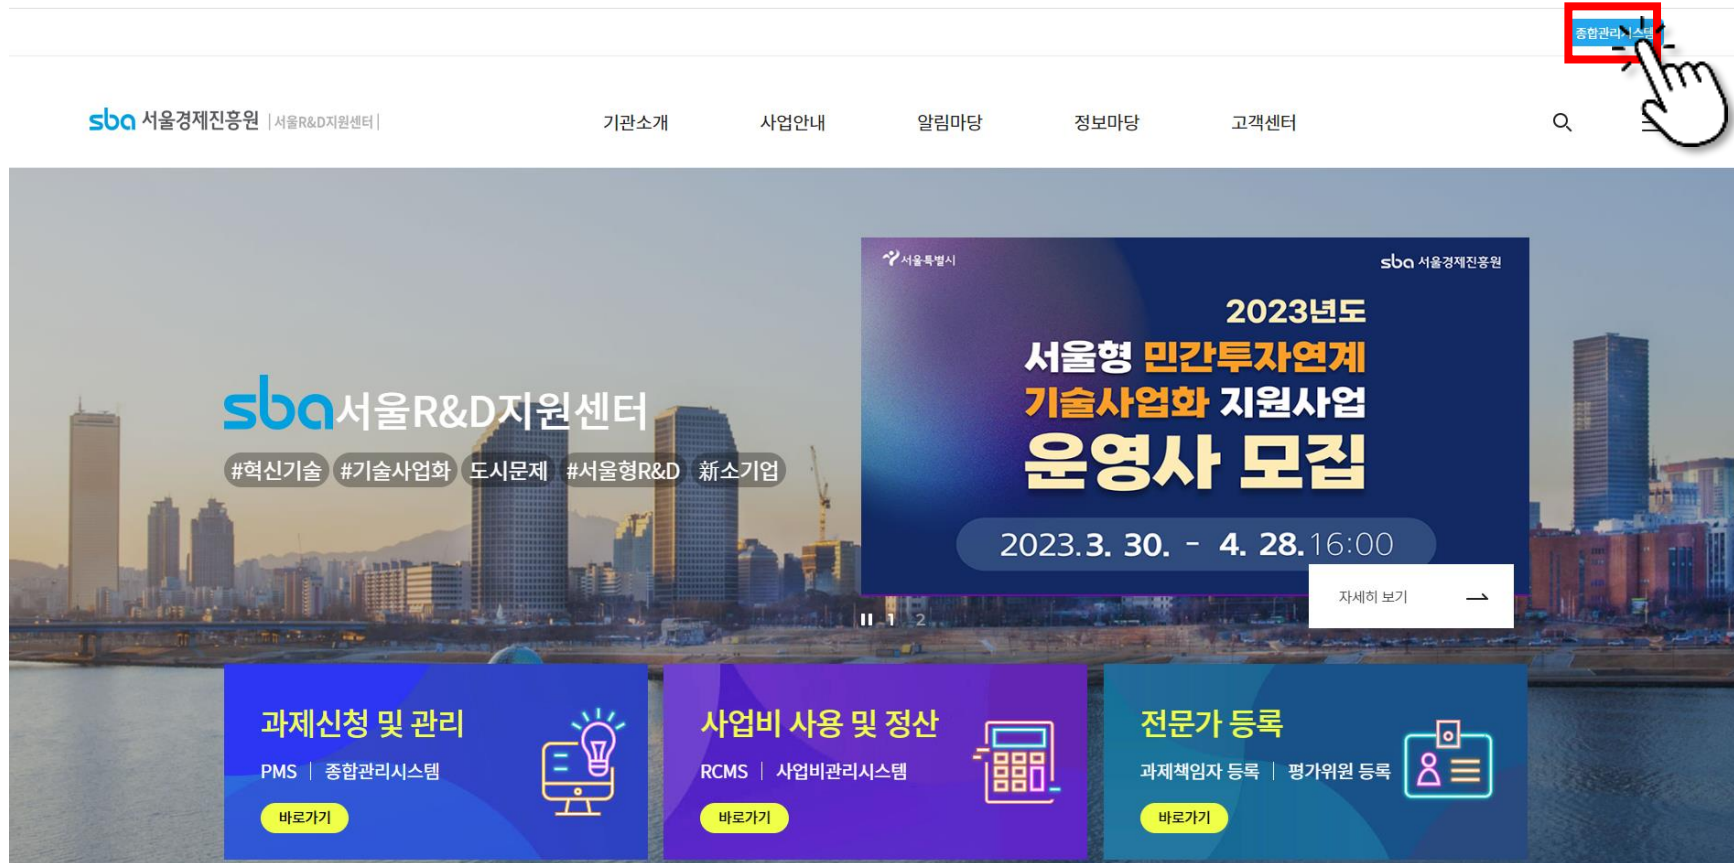 종합관리시스템
sba 서울경제진흥원 | 서울R&D지원센터 |
기관소개 사업안내 알림마당 정보마당 고객센터
서울특별시
sba 서울경제진흥원
2023년도
서울형 민간투자연계
기술사업화 지원사업
운영사 모집
2023.3. 30. - 4. 28.16:00
자세히 보기
1 2
sba서울R&D지원센터
#혁신기술 #기술사업화 도시문제 #서울형R&D 新소기업
과제신청 및 관리
PMS | 종합관리시스템
바로가기
사업비 사용 및 정산
RCMS | 사업비관리시스템
바로가기
전문가 등록
과제책임자 등록 | 평가위원 등록
바로가기